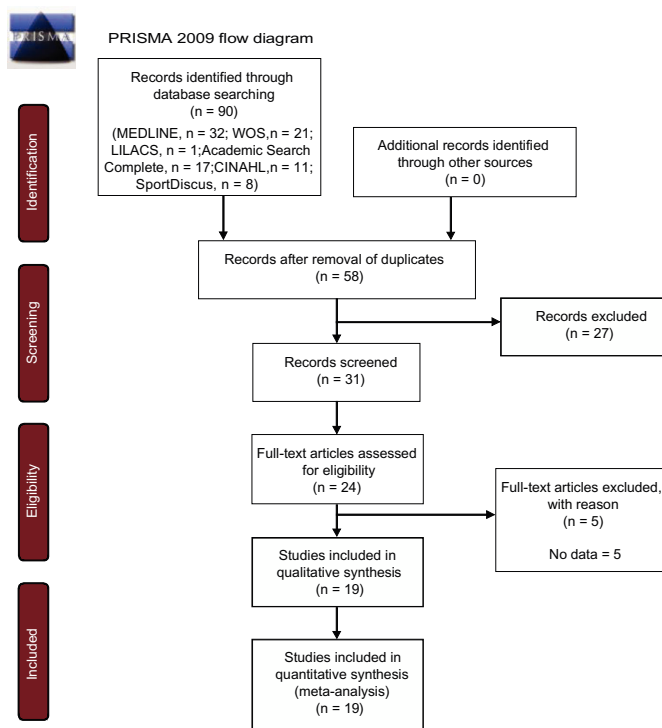 PRISMA
PRISMA 2009 flow diagram
Identification
Screening
Eligibility
Included
Records identified through
database searching
(n = 90)
(MEDLINE, n = 32; WOS,n = 21;
LILACS, n = 1;Academic Search
Complete, n = 17;CINAHL,n = 11;
SportDiscus, n = 8)
Additional records identified
through other sources
(n = 0)
Records after removal of duplicates
(n = 58)
Records excluded
(n = 27)
Records screened
(n = 31)
Full-text articles assessed
for eligibility
(n = 24)
Full-text articles excluded,
with reason
(n = 5)
No data = 5
Studies included in
qualitative synthesis
(n = 19)
Studies included in
quantitative synthesis
(meta-analysis)
(n = 19)